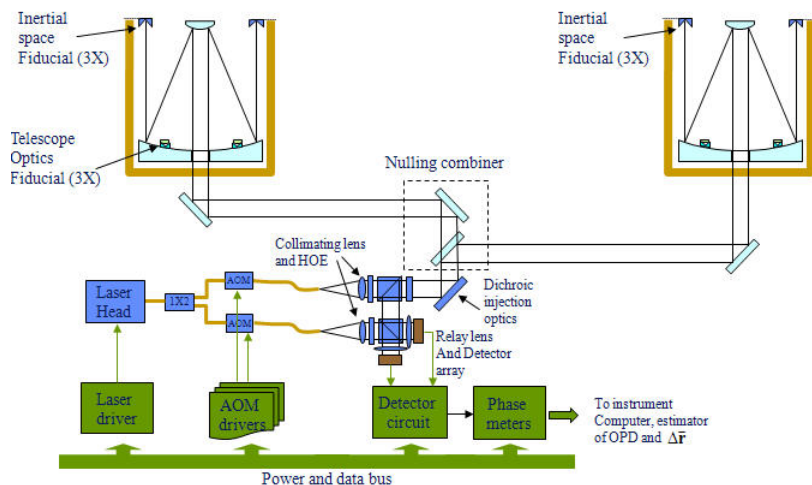 Inertial
space
Fiducial (3X)
Inertial
space
Fiducial (3X)
Telescope
Optics
Fiducial (3X)
Nulling combiner
Collimating lens
and HOE
Laser
Head
1X2
AOM
AOM
Dichroic
injection
optics
Relay lens
And Detector
array
Laser
driver
AOM
drivers
Detector
circuit
Phase
meters
To instrument
Computer, estimator
of OPD and Δr̄
Power and data bus